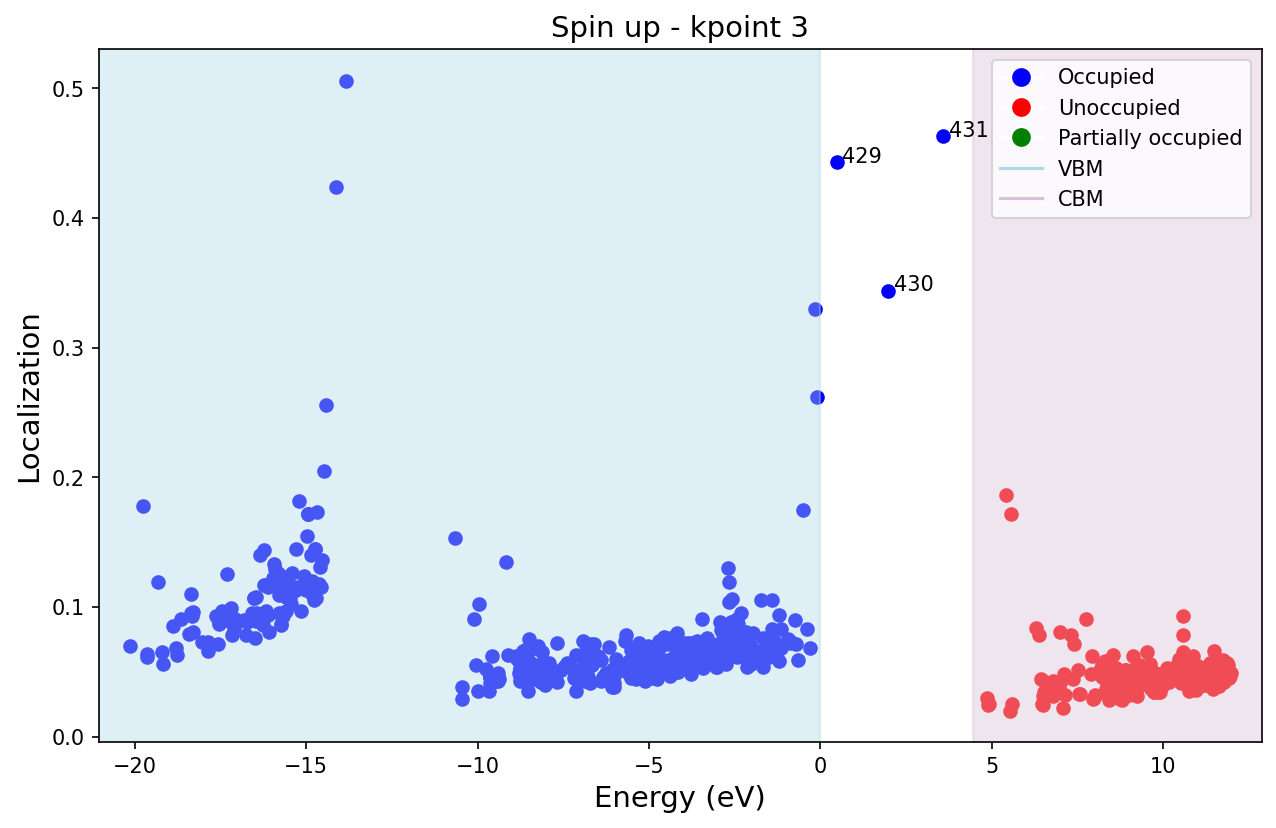 Spin up - kpoint 3
Localization
0.5
0.4
0.3
0.2
0.1
0.0
429
430
431
Occupied
Unoccupied
Partially occupied
VBM
CBM
−20
−15
−10
−5
0
5
10
Energy (eV)